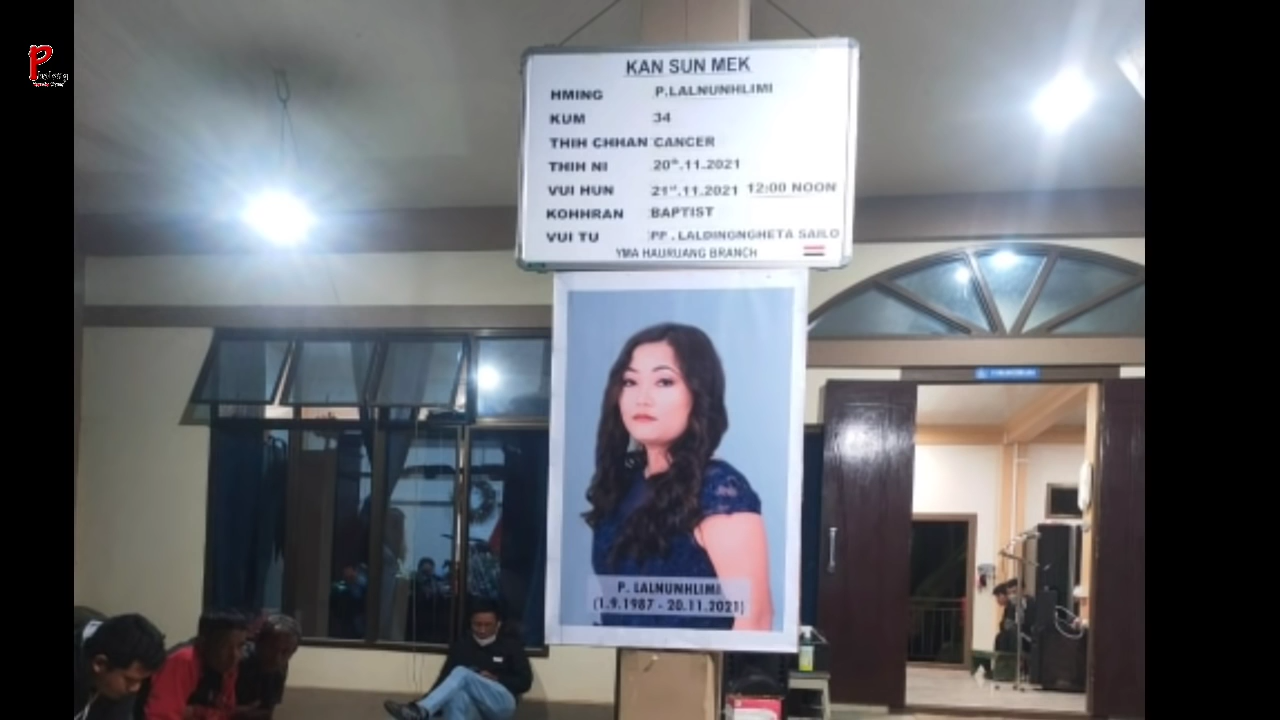 KAN SUN MEK
HMING P.LALNUNHLIMI
KUM 34
THIH CHHAN :CANCER
THIH NI :20th.11.2021
VUI HUN :21st.11.2021 12:00 NOON
KOHHRAN :BAPTIST
VUI TU :PP . LALDINGNGHETA SAILO
YMA HAURUANG BRANCH
P. LALNUNHLIMI
(1.9.1987 - 20.11.2021)